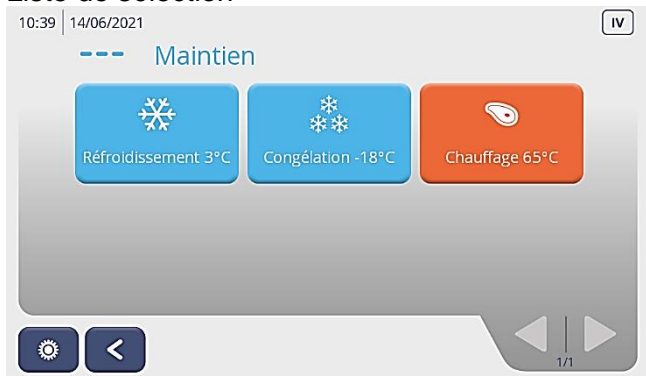 Liste de sélection
10:39 14/06/2021 IV
--- Maintien
Réfroidissement 3°C Congélation -18°C Chauffage 65°C
1/1